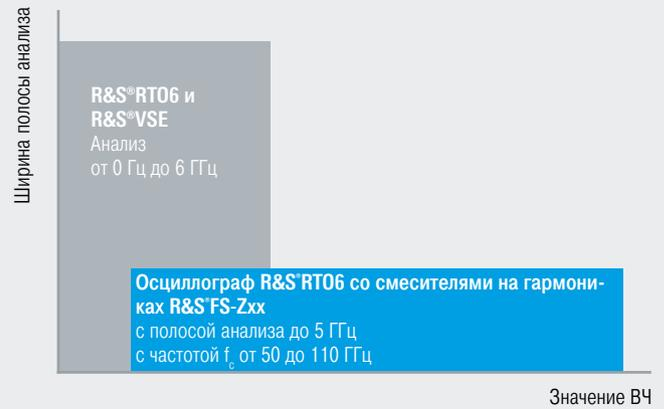 Ширина полосы анализа
R&S®RTO6 и
R&S®VSE
Анализ
от 0 Гц до 6 ГГц
Осциллограф R&S®RTO6 со смесителями на гармони-
ках R&S®FS-Zxx
с полосой анализа до 5 ГГц
с частотой fc от 50 до 110 ГГц
Значение ВЧ